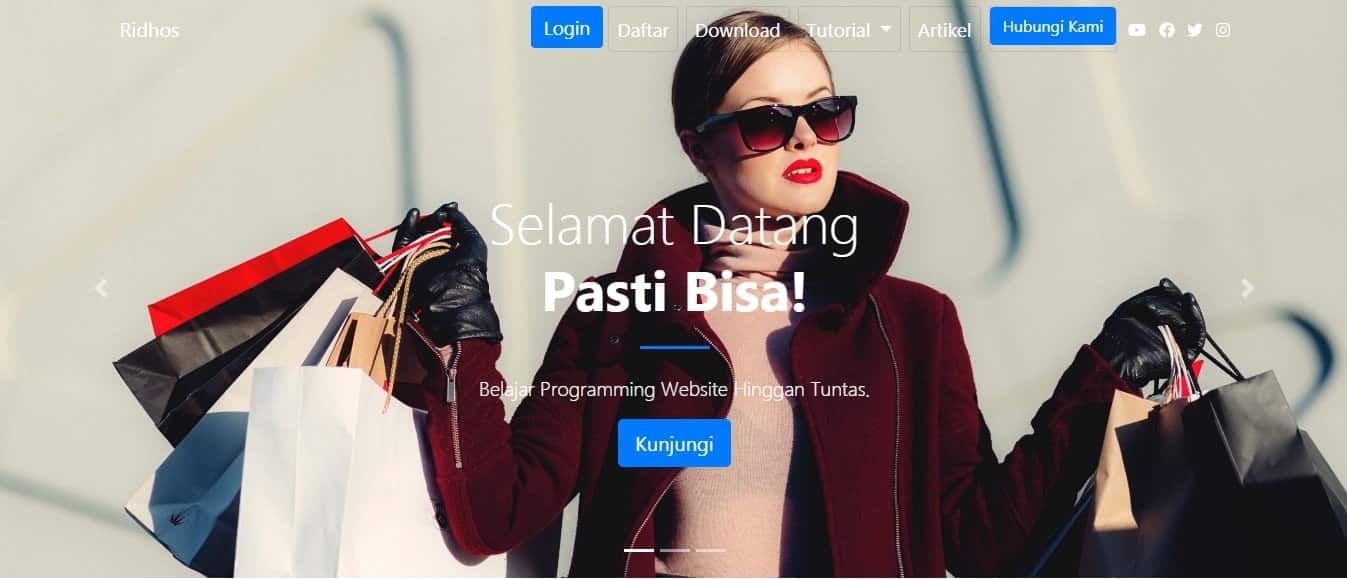 Ridhos
Login Daftar Download Tutorial Artikel Hubungi Kami
Selamat Datang
Pasti Bisa!
Belajar Programming Website Hinggan Tuntas.
Kunjungi